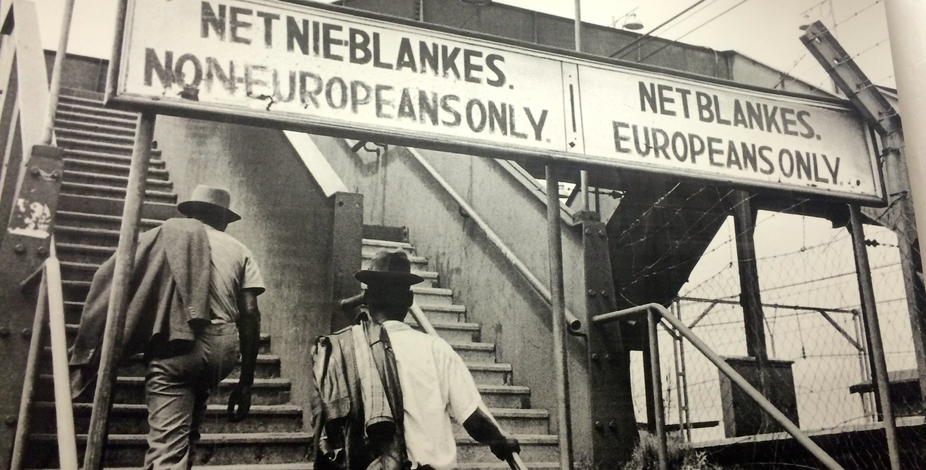 NET NIE-BLANKES.
NON-EUROPEANS ONLY.
NET BLANKES.
EUROPEANS ONLY.